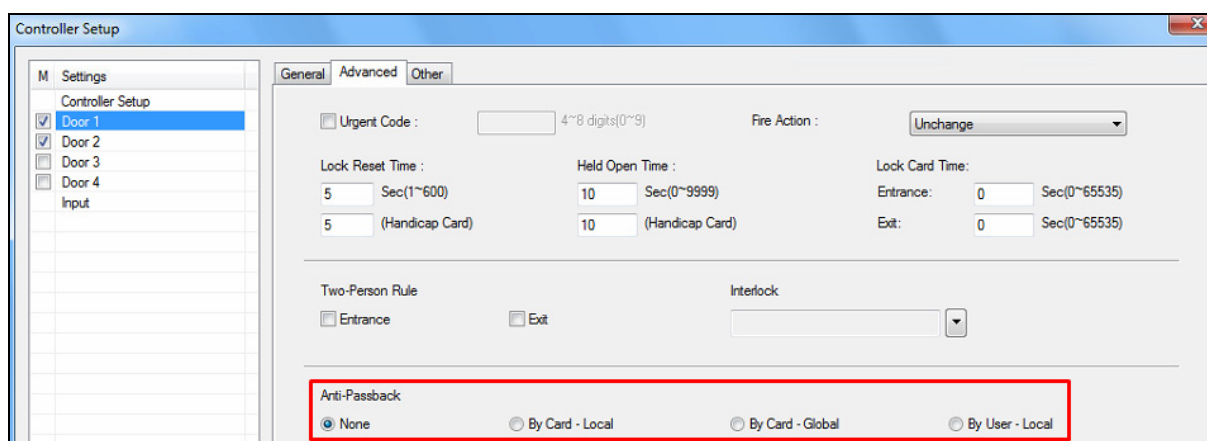 Controller Setup
M Settings
Controller Setup
Door 1
Door 2
Door 3
Door 4
Input
General Advanced Other
Urgent Code : 4~8 digits(0~9) Fire Action : Unchange
Lock Reset Time : Held Open Time : Lock Card Time:
5 Sec(1~600) 10 Sec(0~9999) Entrance: 0 Sec(0~65535)
5 (Handicap Card) 10 (Handicap Card) Exit: 0 Sec(0~65535)
Two-Person Rule Interlock
Entrance Exit
Anti-Passback
None By Card - Local By Card - Global By User - Local